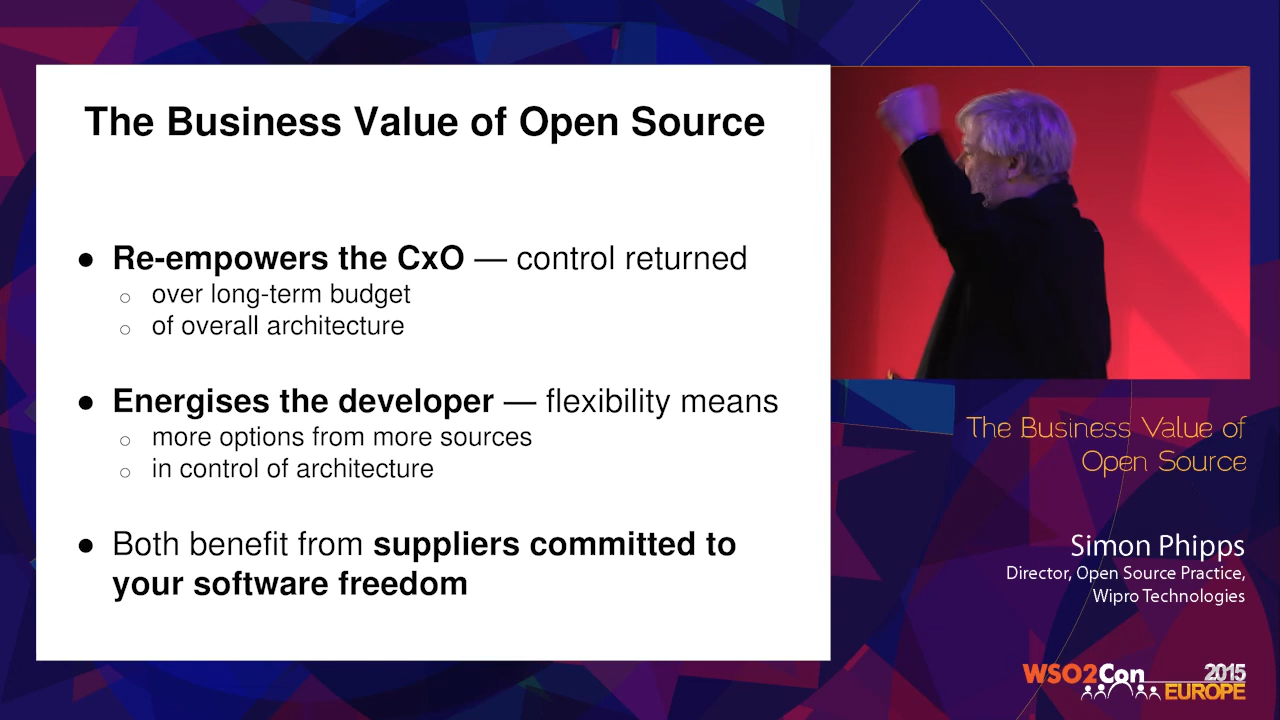 The Business Value of Open Source
● Re-empowers the CxO — control returned
○ over long-term budget
○ of overall architecture
● Energises the developer — flexibility means
○ more options from more sources
○ in control of architecture
● Both benefit from suppliers committed to
your software freedom
The Business Value of
Open Source
Simon Phipps
Director, Open Source Practice,
Wipro Technologies
WSO2Con 2015
EUROPE